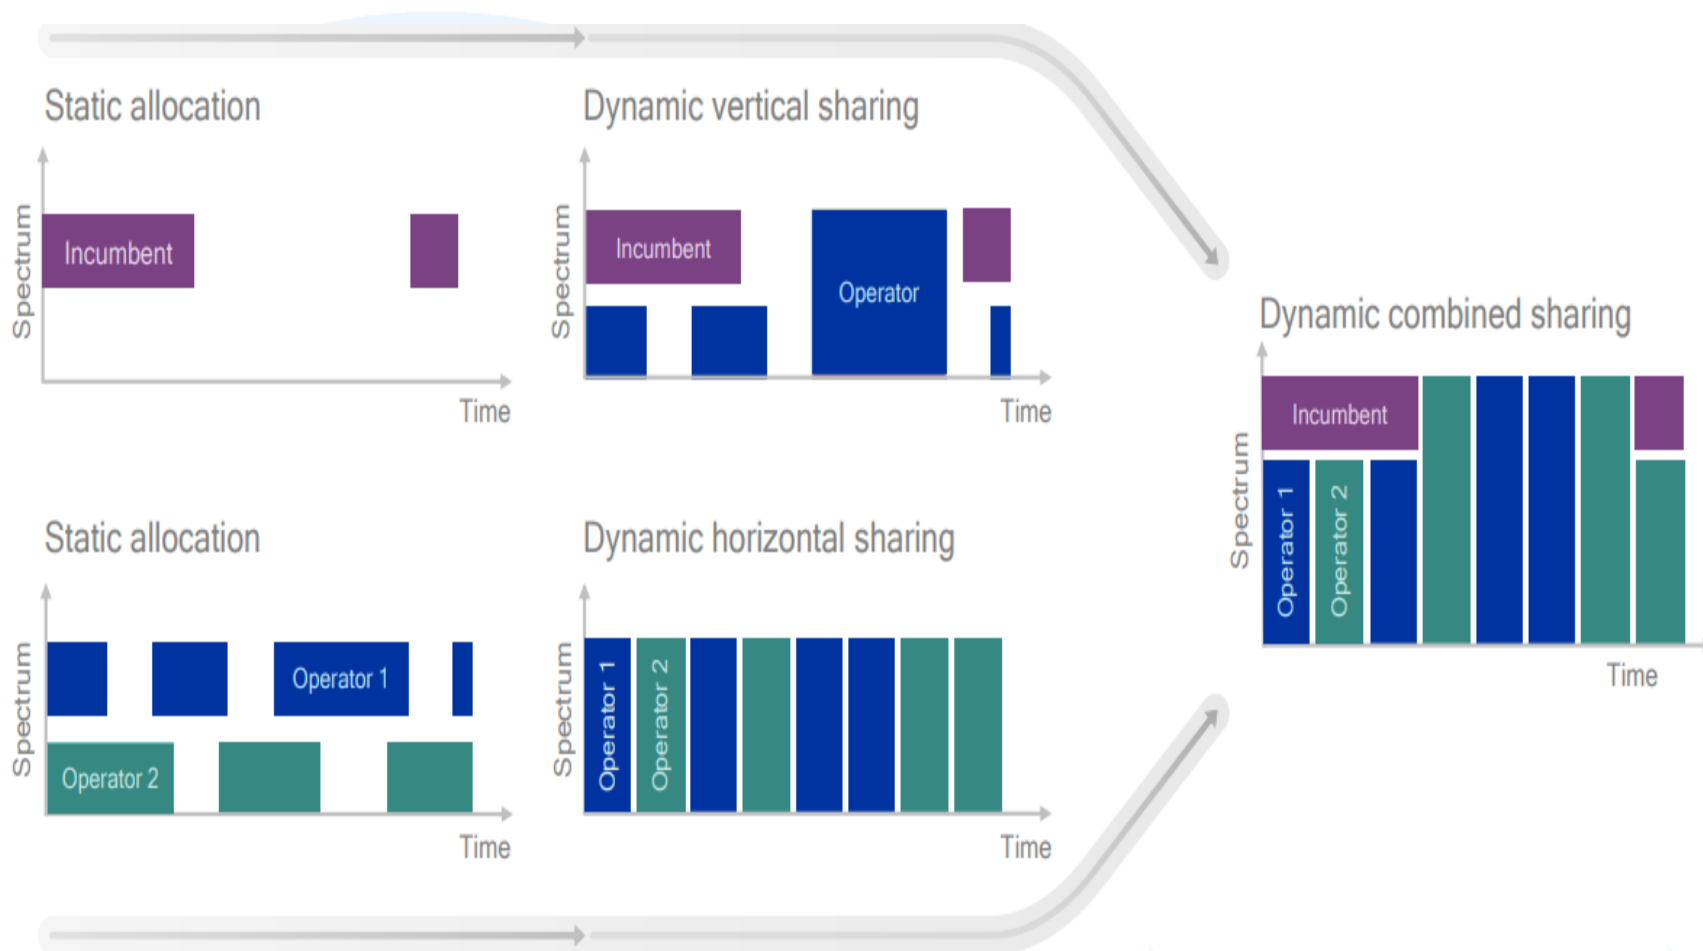 Static allocation
Spectrum
Incumbent
Time
Dynamic vertical sharing
Spectrum
Incumbent
Operator
Time
Static allocation
Spectrum
Operator 1
Operator 2
Time
Dynamic horizontal sharing
Spectrum
Operator 1
Operator 2
Time
Dynamic combined sharing
Spectrum
Incumbent
Operator 1
Operator 2
Time